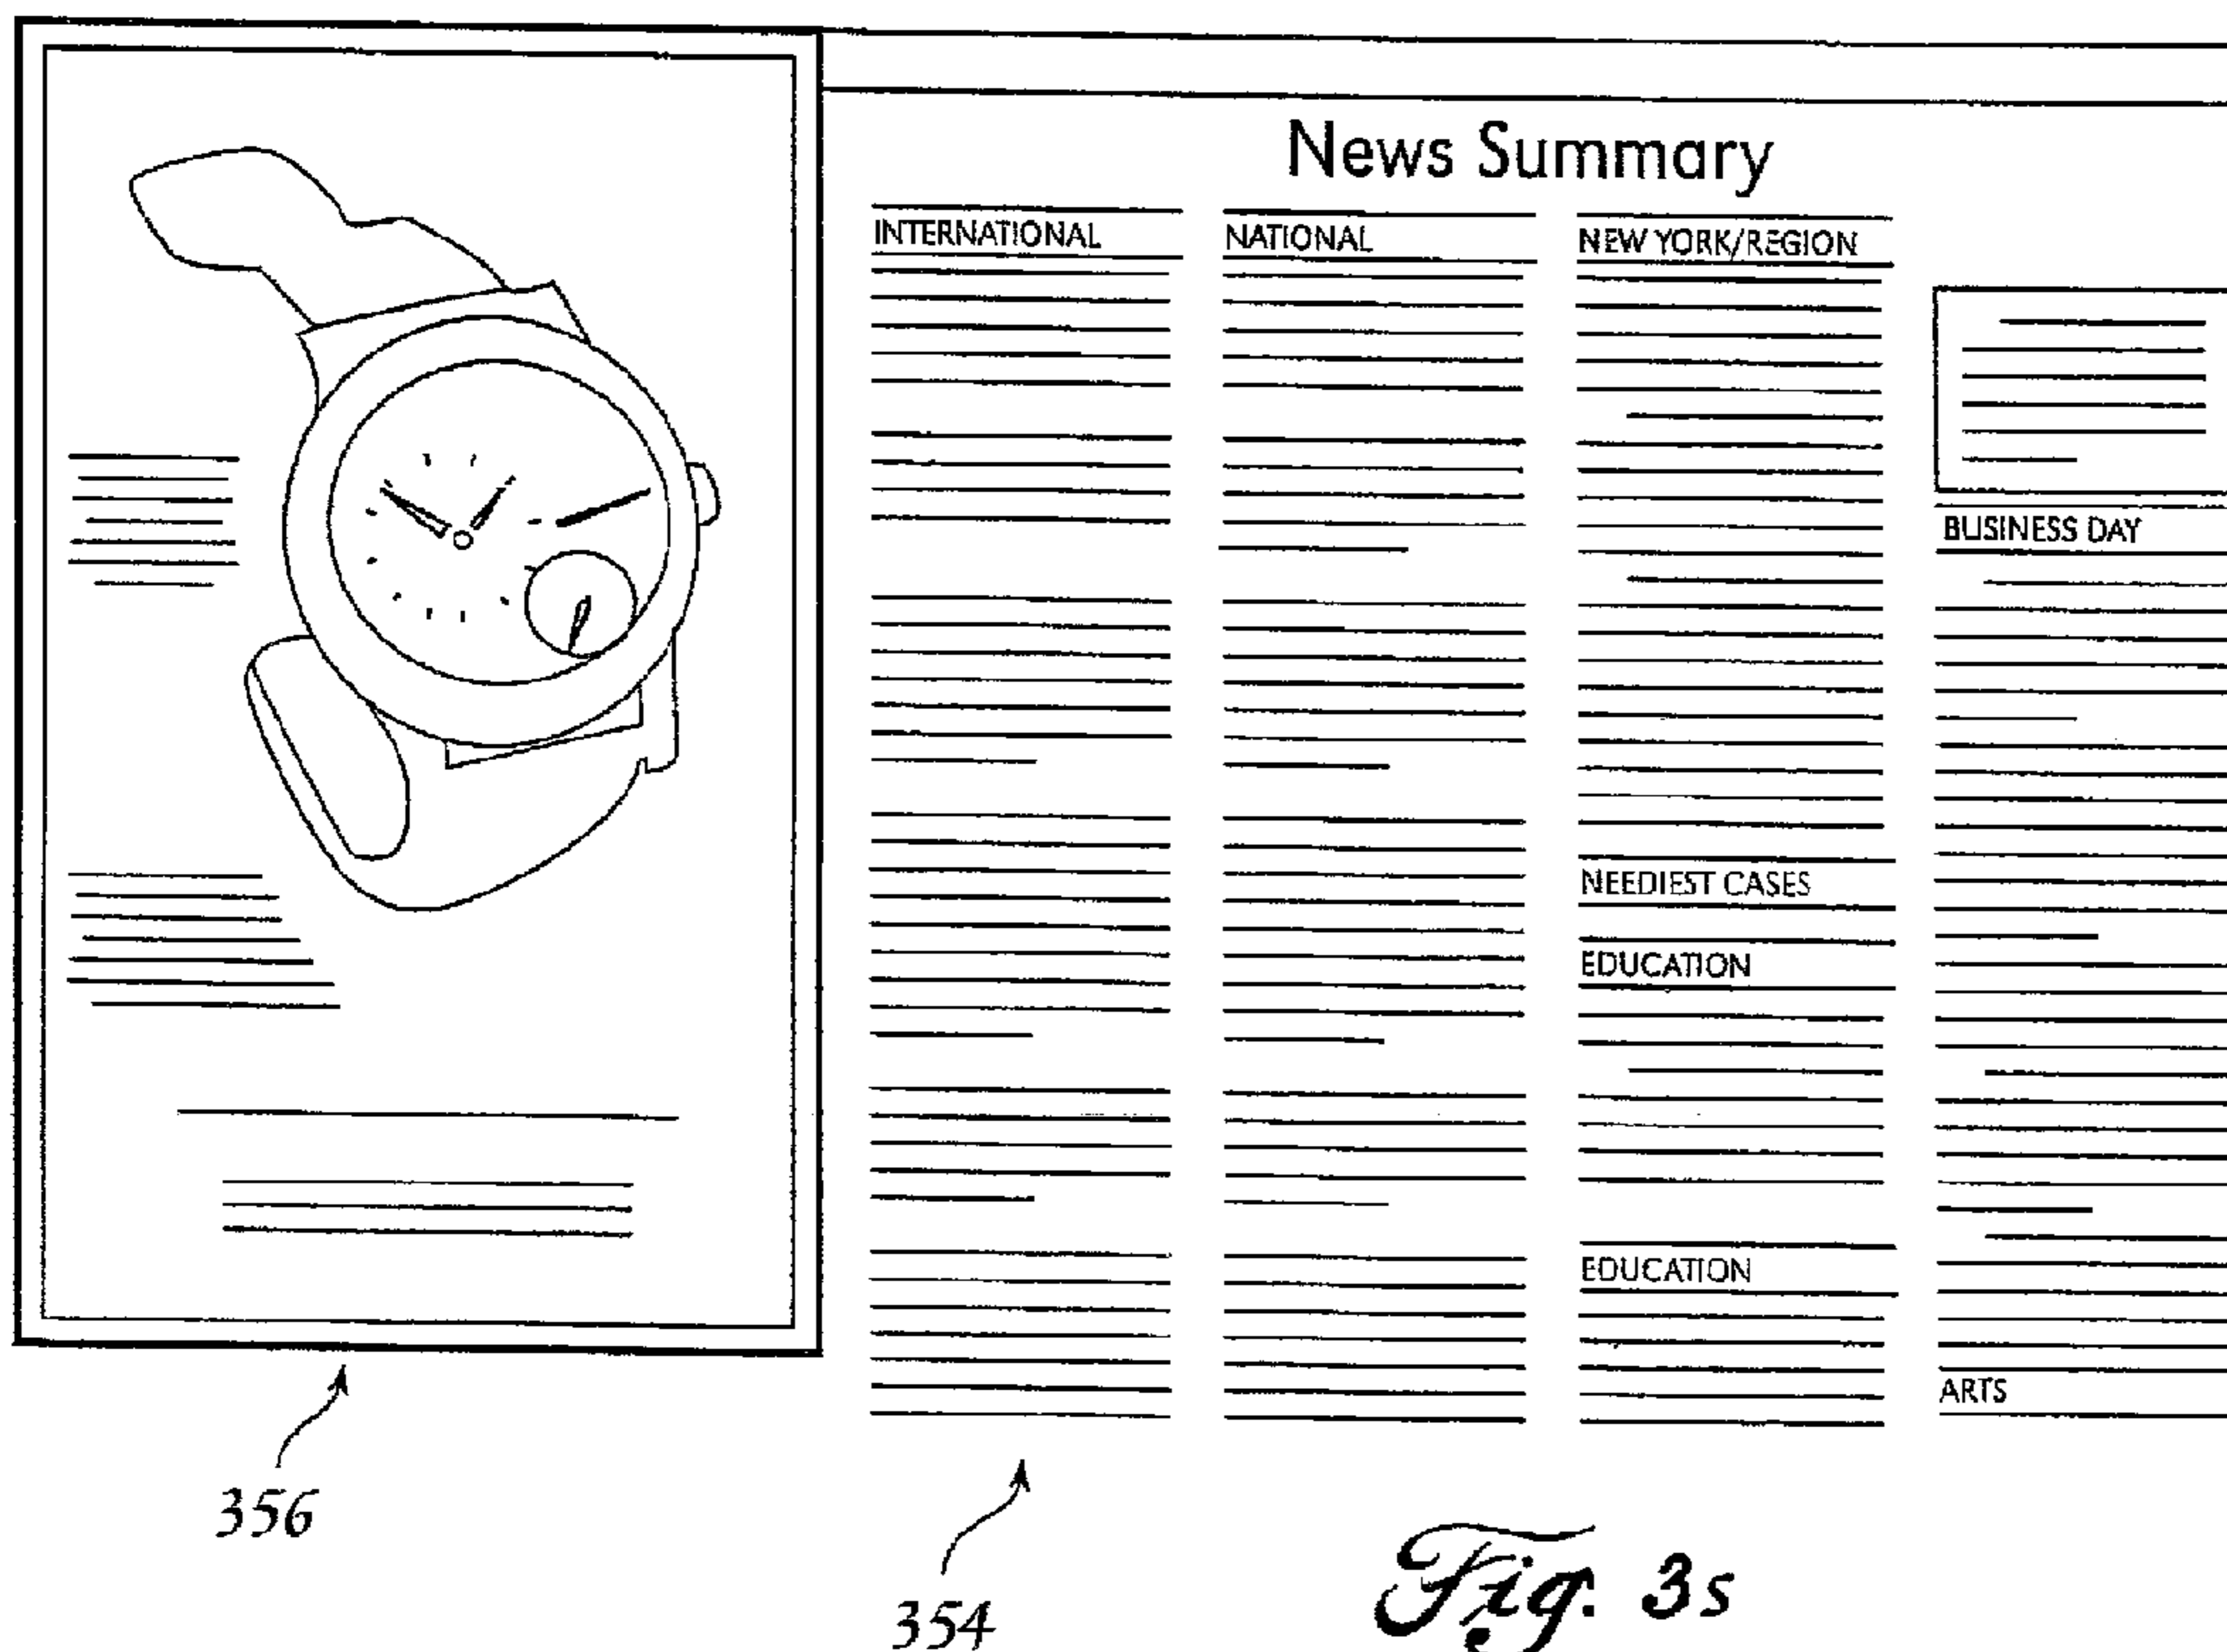 News Summary
INTERNATIONAL
NATIONAL
NEW YORK/REGION
NEEDIEST CASES
EDUCATION
EDUCATION
BUSINESS DAY
ARTS
356
354
Fig. 3s